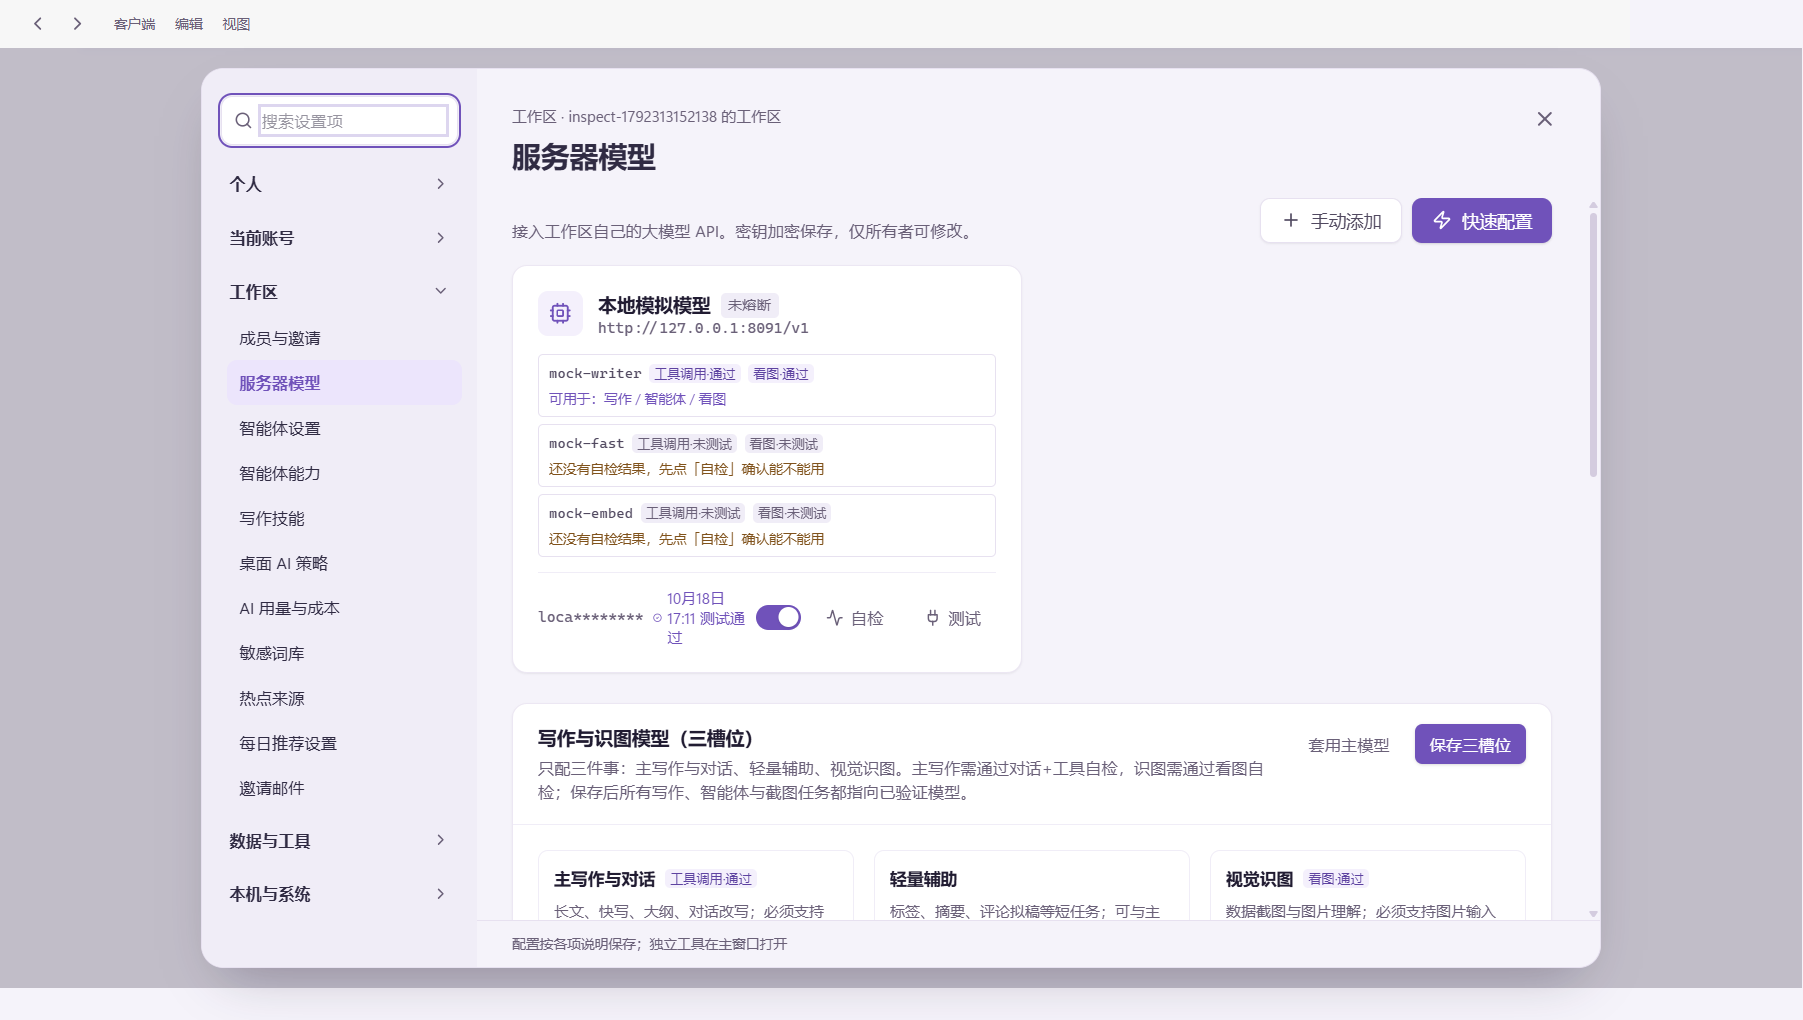 客户端 编辑 视图
搜索设置项
个人
当前账号
工作区
成员与邀请
服务器模型
智能体设置
智能体能力
写作技能
桌面 AI 策略
AI 用量与成本
敏感词库
热点来源
每日推荐设置
邀请邮件
数据与工具
本机与系统
工作区 · inspect-1792313152138 的工作区
服务器模型
接入工作区自己的大模型 API。密钥加密保存，仅所有者可修改。
手动添加
快速配置
本地模拟模型 未熔断
http://127.0.0.1:8091/v1
mock-writer 工具调用·通过 看图·通过
可用于：写作 / 智能体 / 看图
mock-fast 工具调用·未测试 看图·未测试
还没有自检结果，先点「自检」确认能不能用
mock-embed 工具调用·未测试 看图·未测试
还没有自检结果，先点「自检」确认能不能用
loca********
10月18日
17:11 测试通
过
自检
测试
写作与识图模型（三槽位）
只配三件事：主写作与对话、轻量辅助、视觉识图。主写作需通过对话+工具自检，识图需通过看图自
检；保存后所有写作、智能体与截图任务都指向已验证模型。
套用主模型
保存三槽位
主写作与对话 工具调用·通过
长文、快写、大纲、对话改写；必须支持
轻量辅助
标签、摘要、评论拟稿等短任务；可与主
视觉识图 看图·通过
数据截图与图片理解；必须支持图片输入
配置按各项说明保存；独立工具在主窗口打开